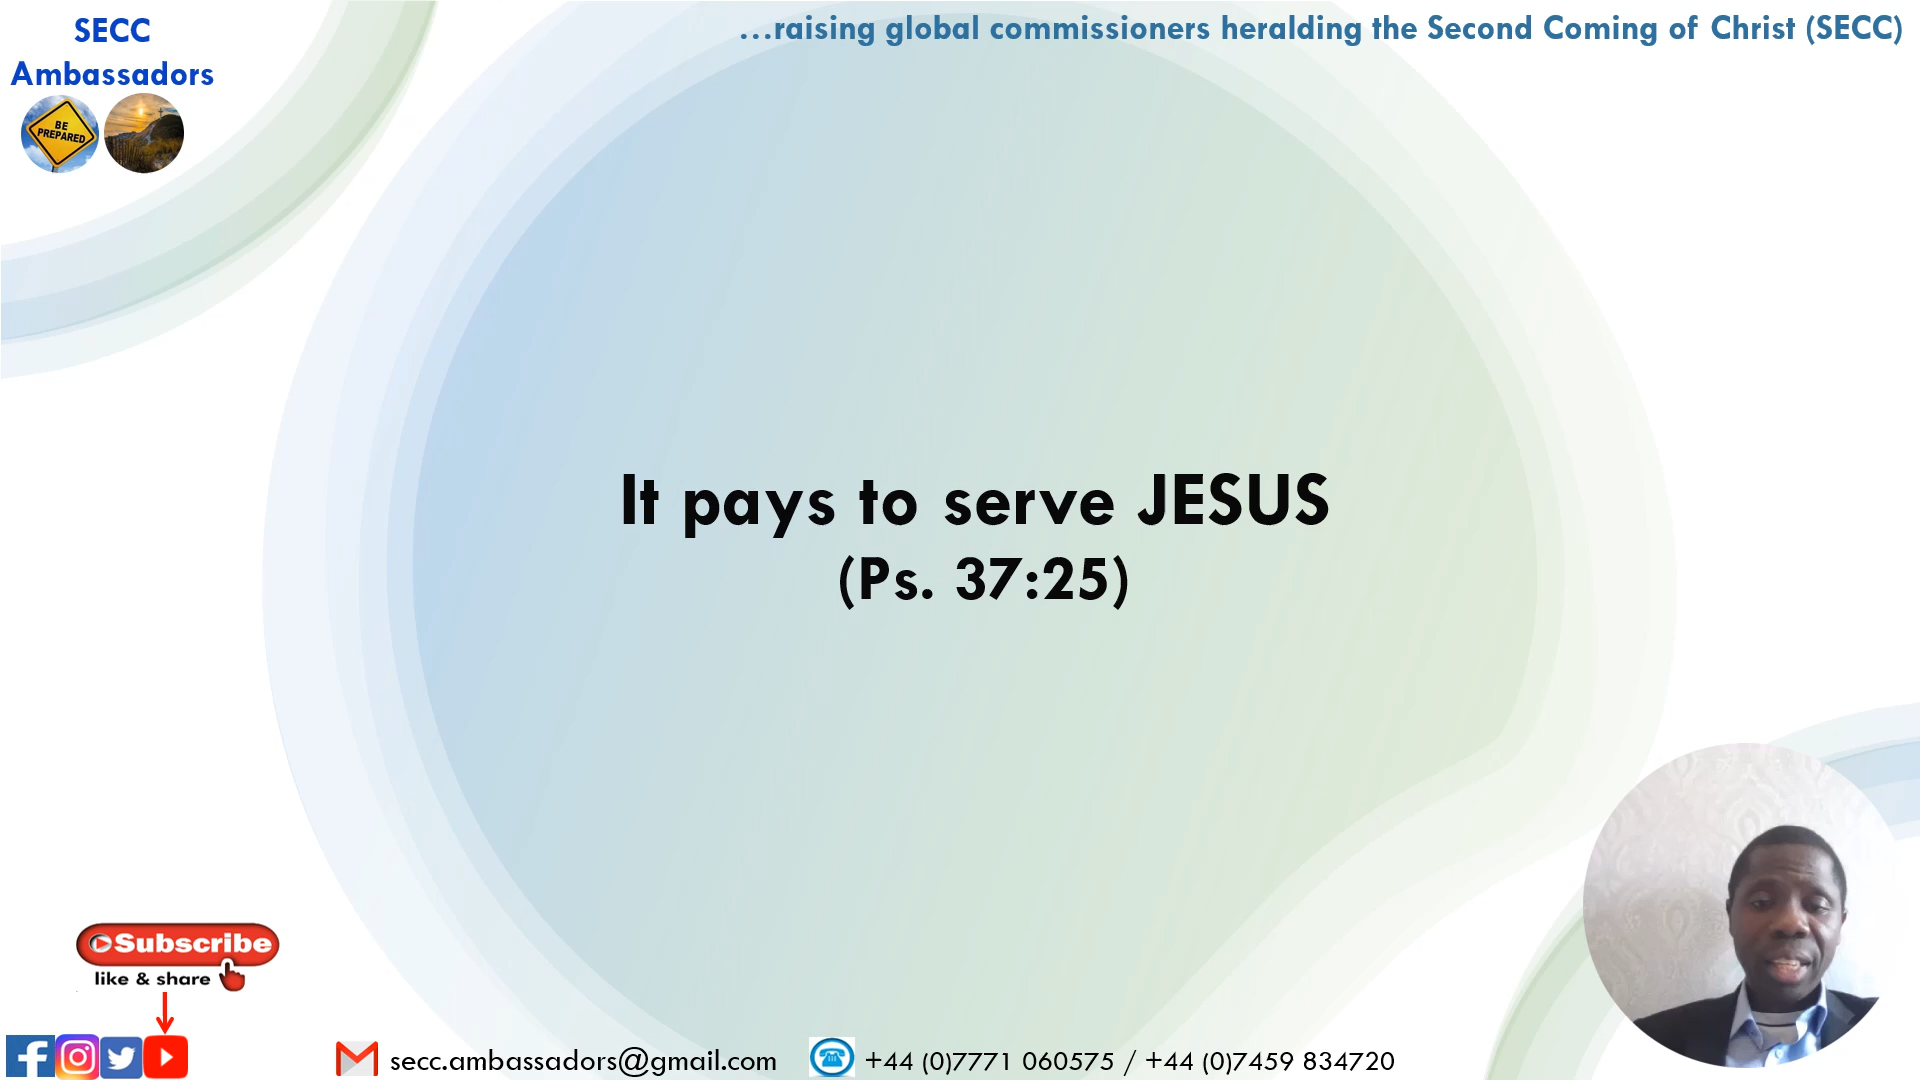 SECC
Ambassadors
BE
PREPARED
...raising global commissioners heralding the Second Coming of Christ (SECC)
It pays to serve JESUS
(Ps. 37:25)
Subscribe
like & share
secc.ambassadors@gmail.com
+44 (0)7771 060575 / +44 (0)7459 834720